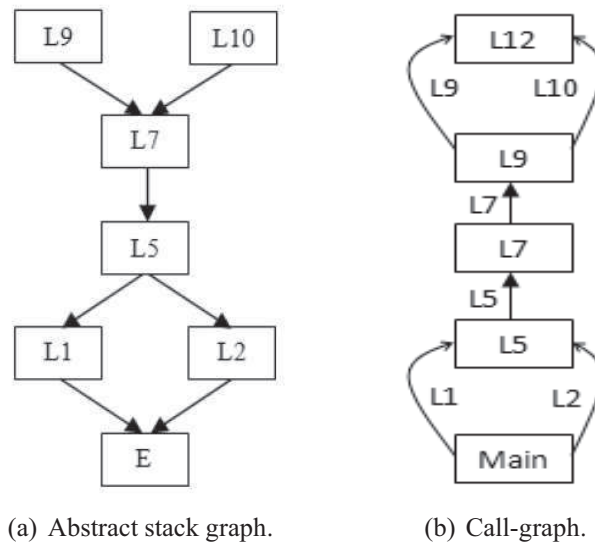 L9 L10
L7
L5
L1 L2
E
(a) Abstract stack graph.
L12
L9 L10
L9
L7
L7
L5
L5
L1 L2
Main
(b) Call-graph.